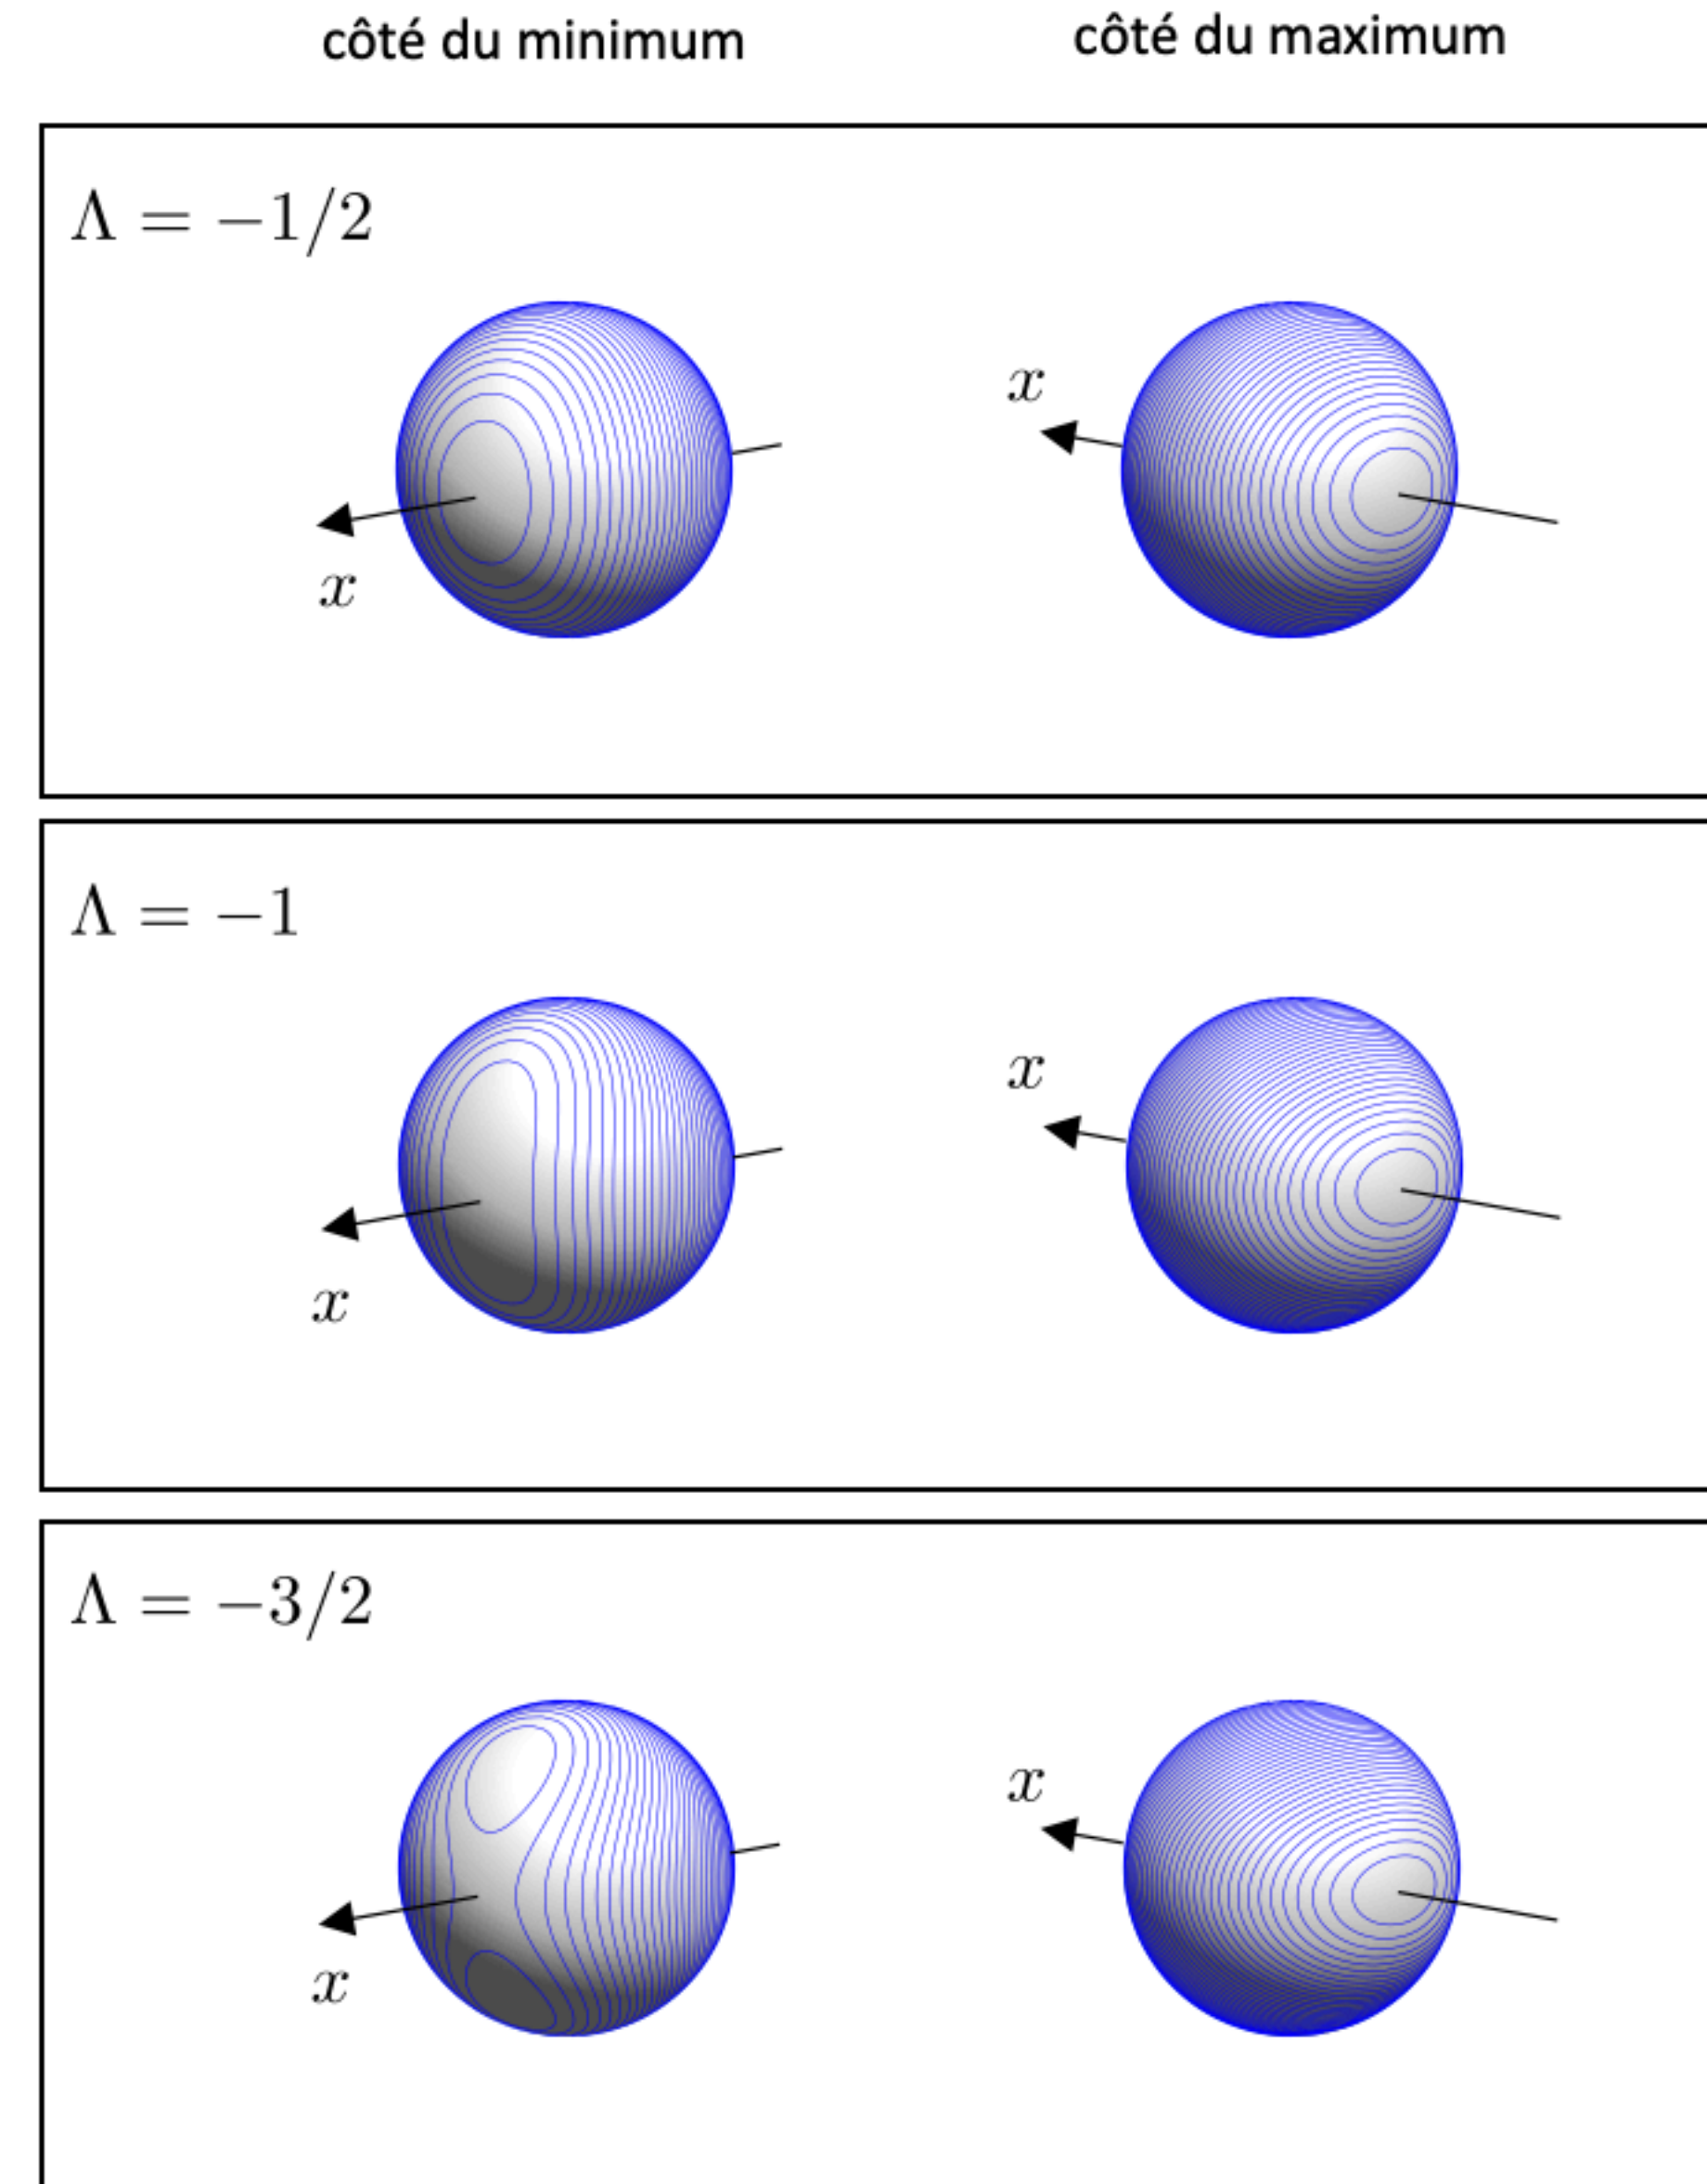 côté du minimum côté du maximum
Λ = −1/2
x
x
Λ = −1
x
x
Λ = −3/2
x
x